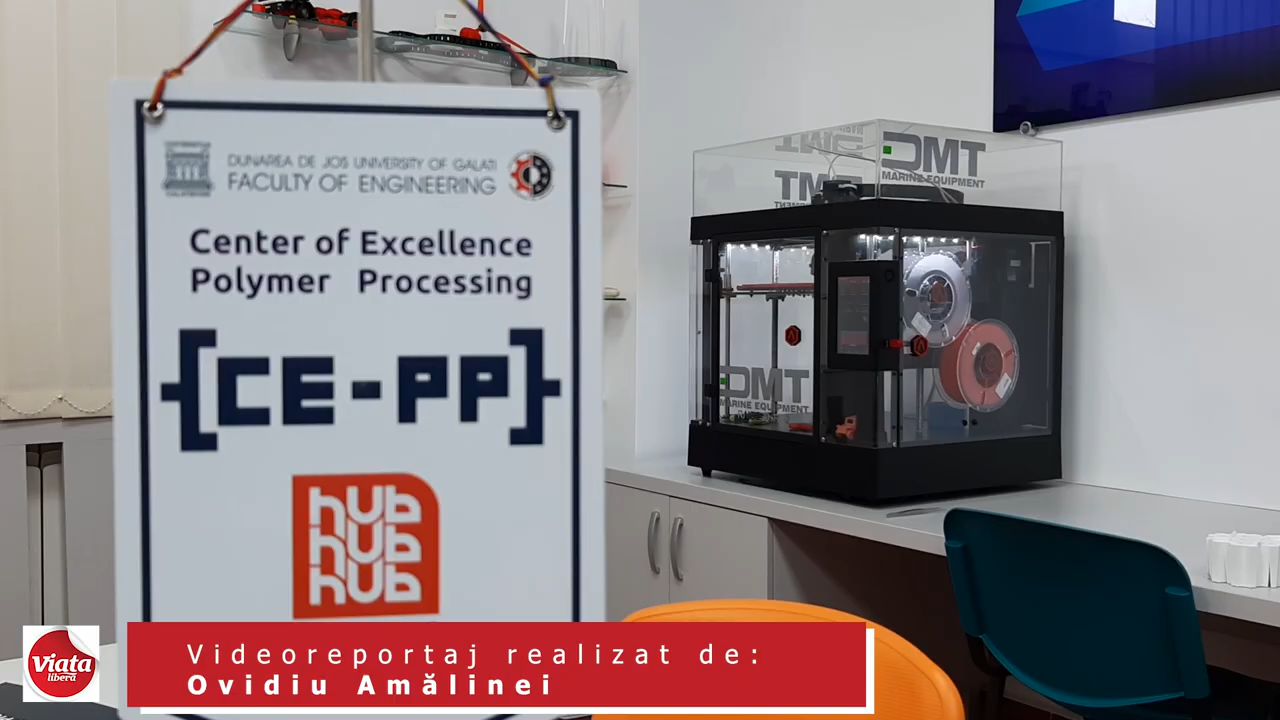 DUNAREA DE JOS UNIVERSITY OF GALATI
FACULTY OF ENGINEERING
Center of Excellence
Polymer Processing
{CE-PP}
hub
hub
hub
DMT
MARINE EQUIPMENT
DMT
MARINE EQUIPMENT
Viata
liberă
Videoreportaj realizat de:
Ovidiu Amălinei